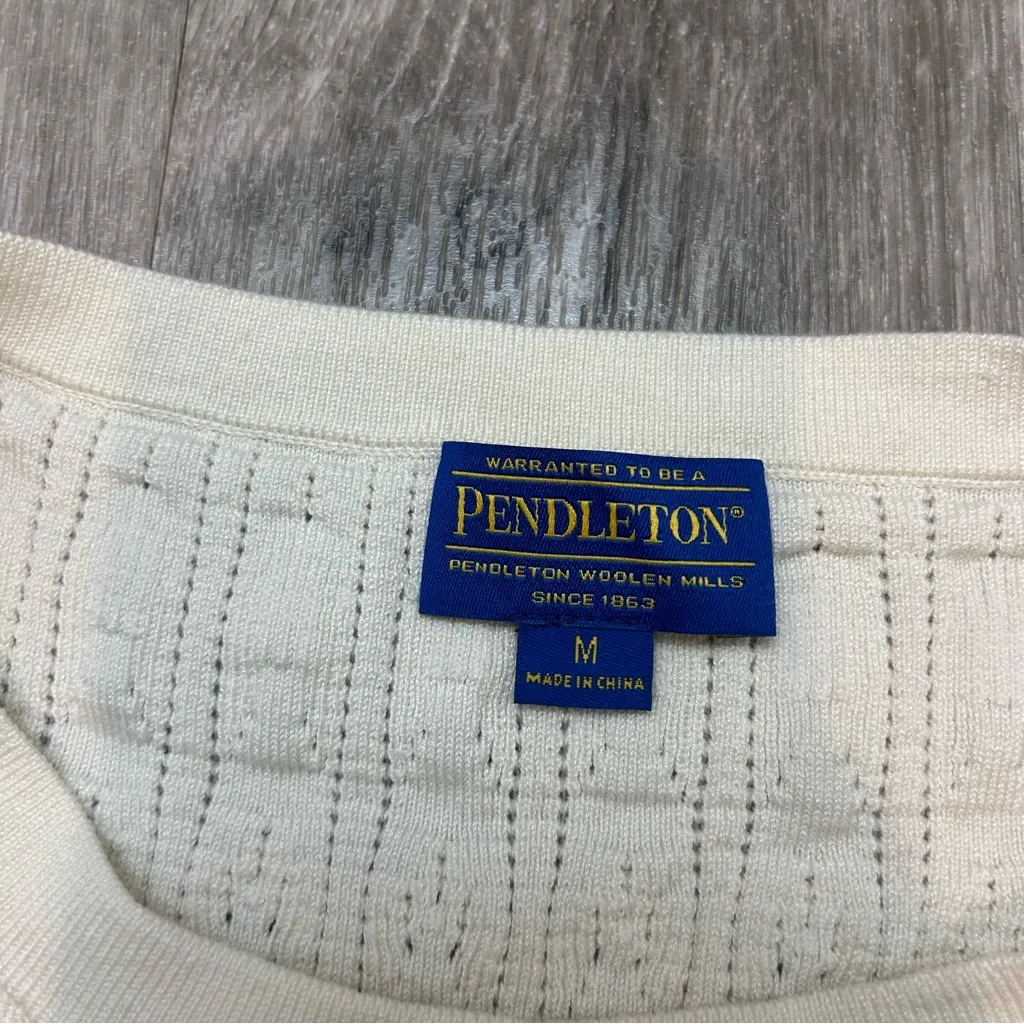 WARRANTED TO BE A
PENDLETON®
PENDLETON WOOLEN MILLS
SINCE 1863
M
MADE IN CHINA